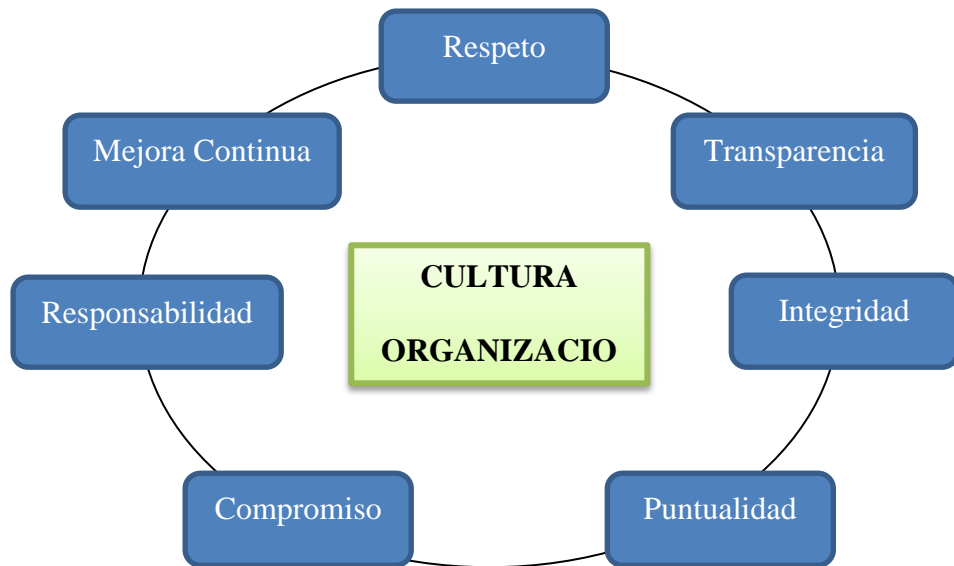 Respeto
Mejora Continua
Transparencia
CULTURA
ORGANIZACIO
Responsabilidad
Integridad
Compromiso
Puntualidad